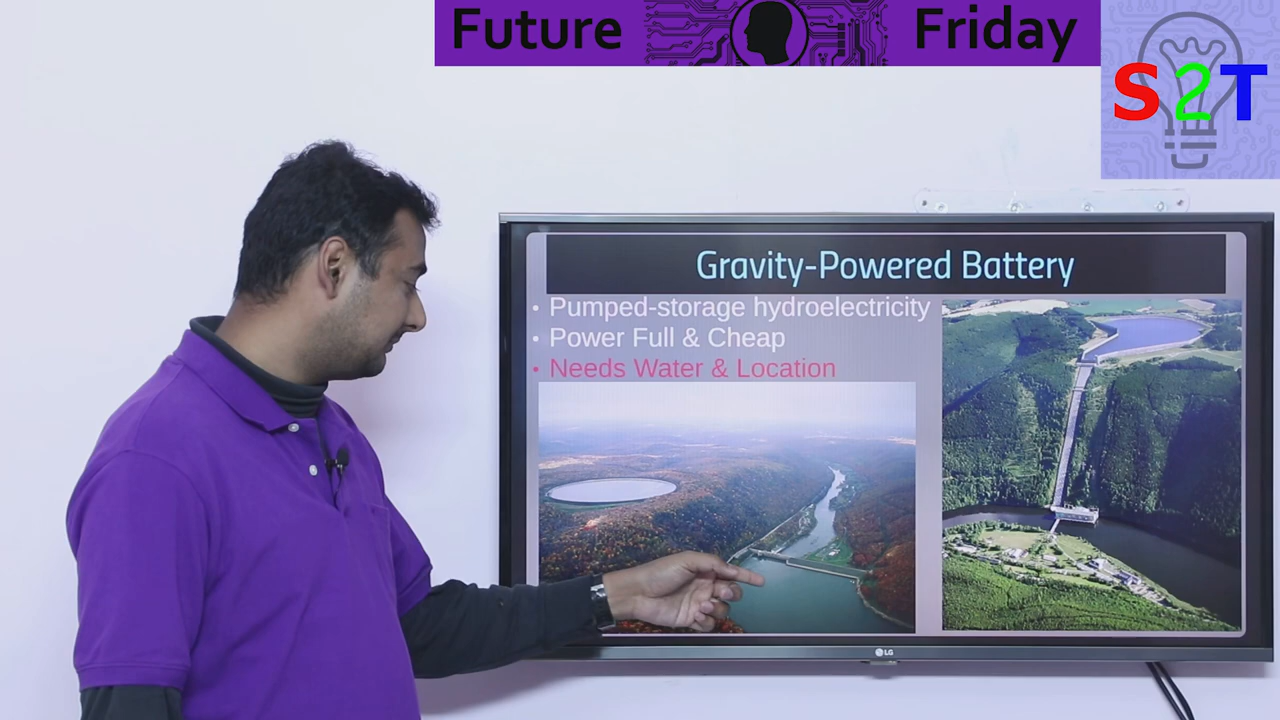 Future Friday
S2T
Gravity-Powered Battery
• Pumped-storage hydroelectricity
• Power Full & Cheap
• Needs Water & Location
LG